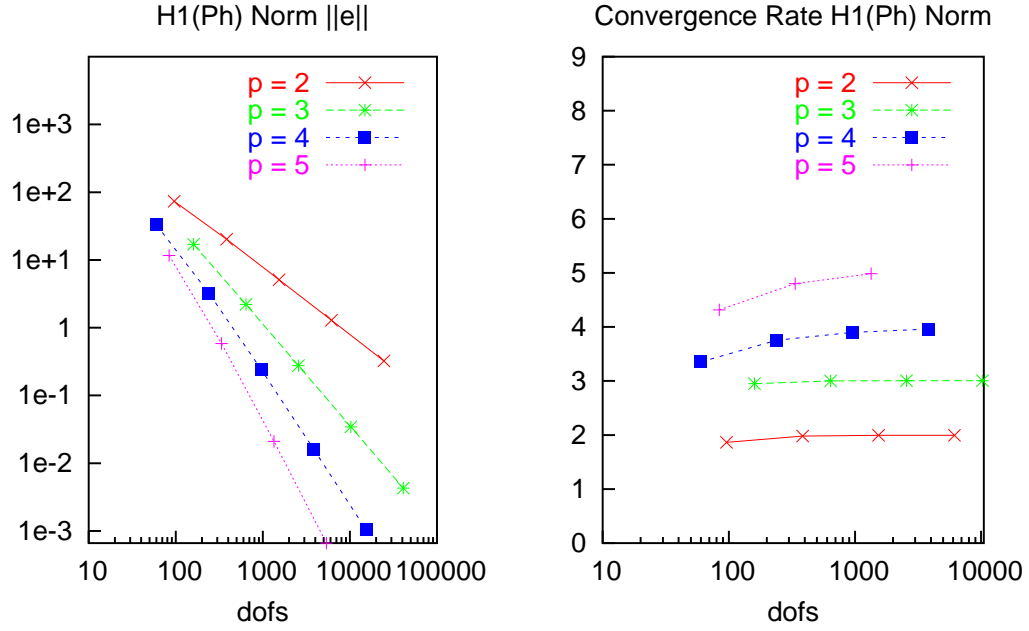 H1(Ph) Norm ||e||
p = 2
p = 3
p = 4
p = 5
1e+3
1e+2
1e+1
1
1e-1
1e-2
1e-3
10 100 1000 10000 100000
dofs
Convergence Rate H1(Ph) Norm
p = 2
p = 3
p = 4
p = 5
9
8
7
6
5
4
3
2
1
0
10 100 1000 10000
dofs